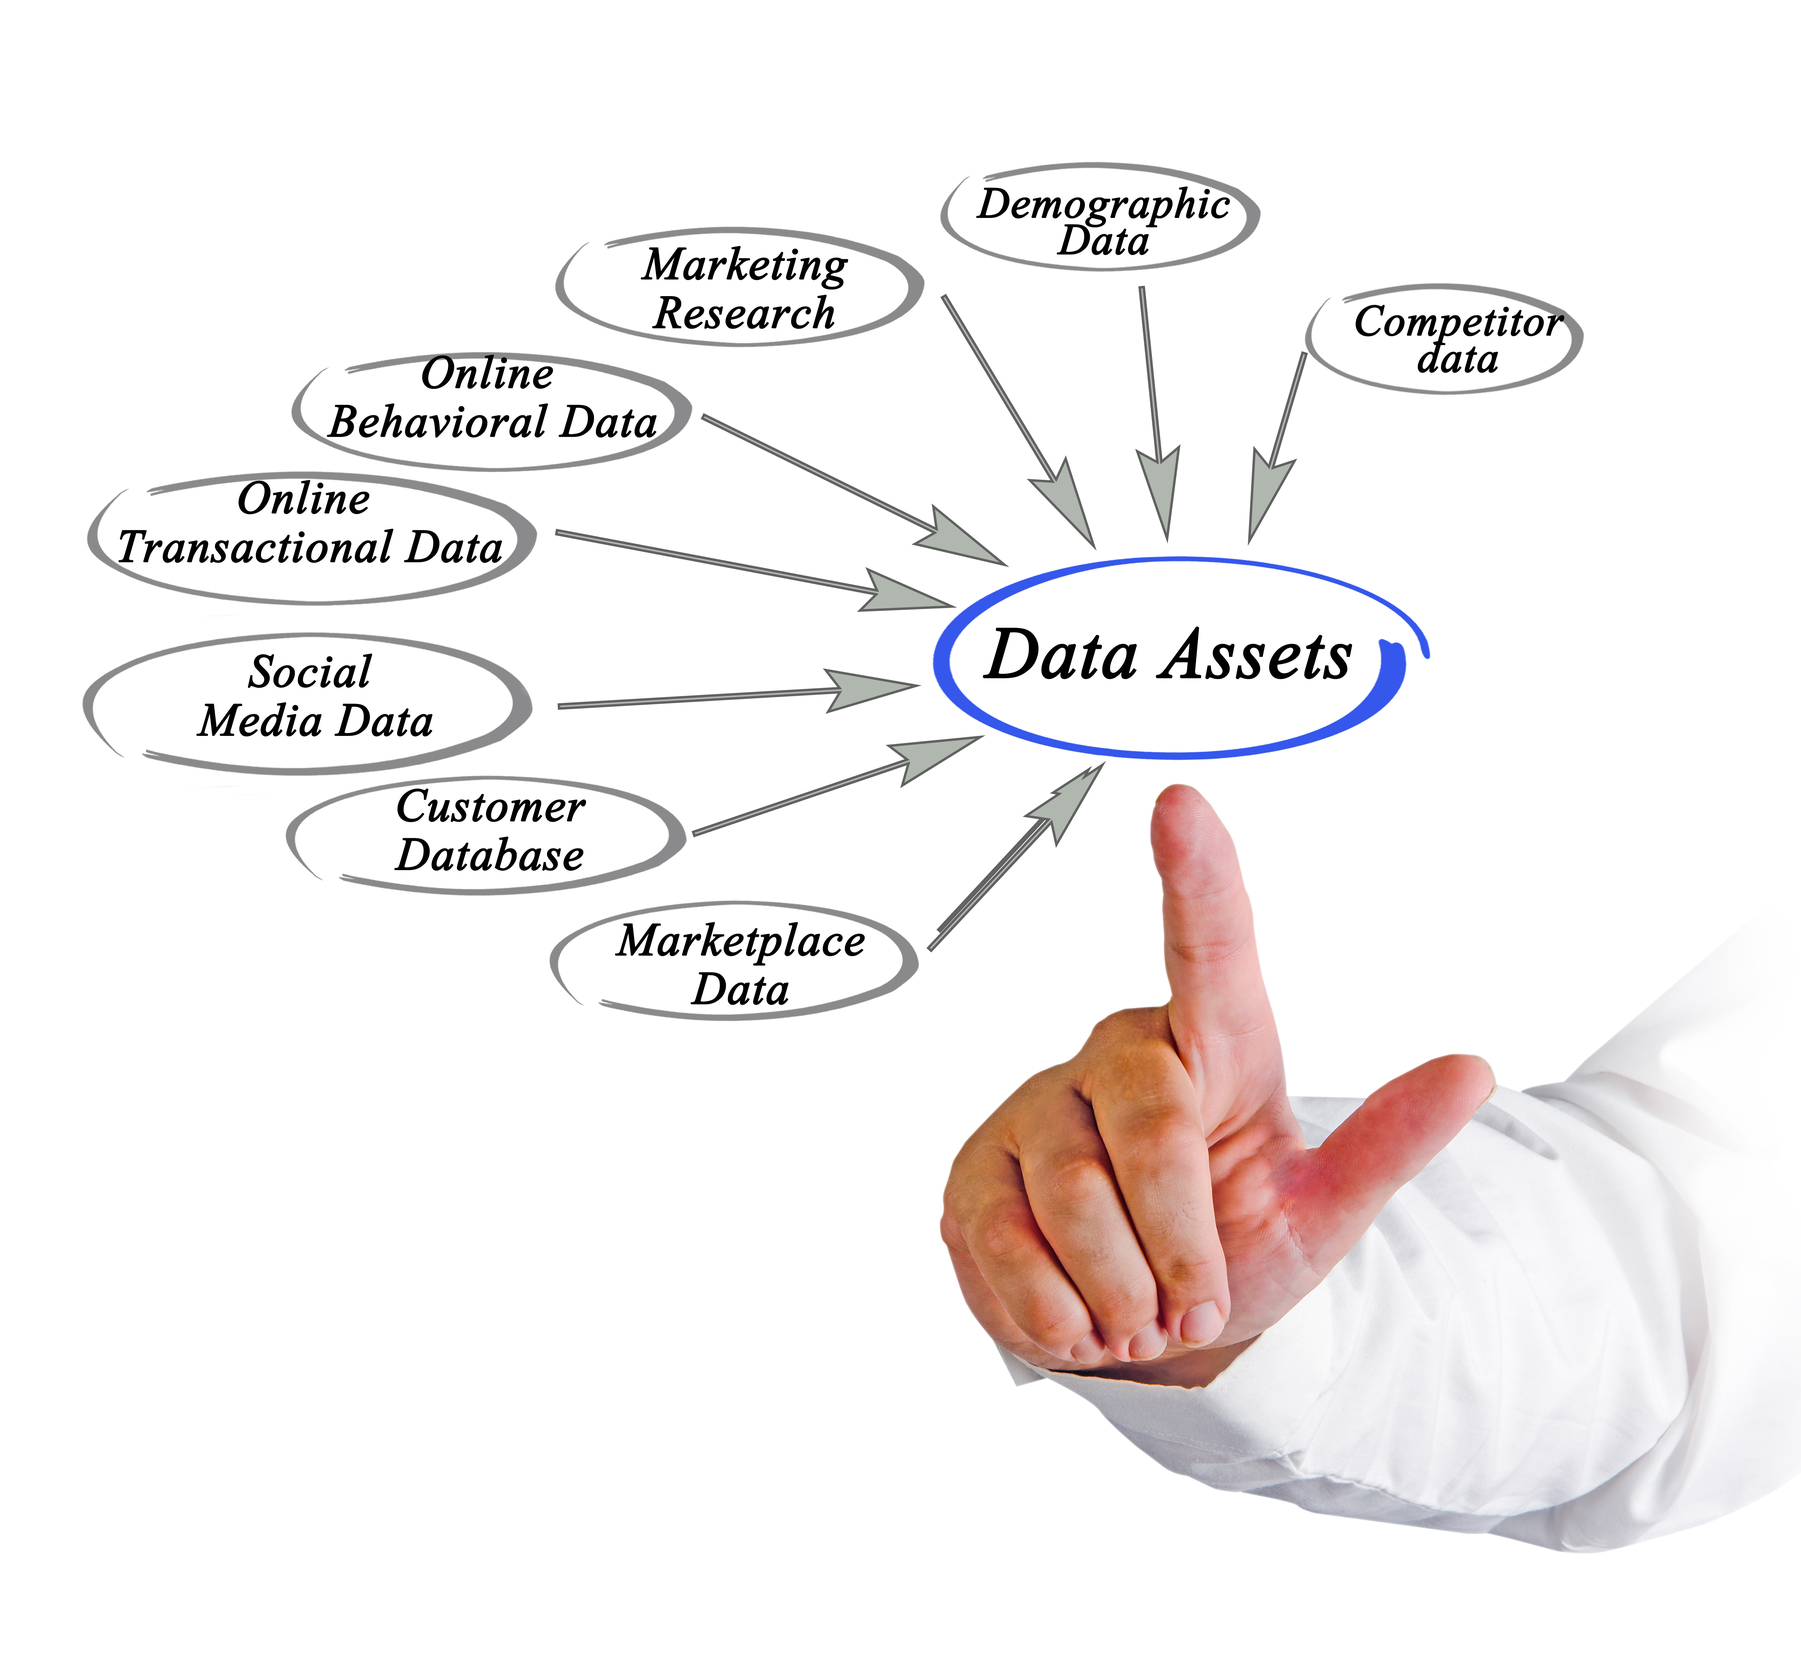 Demographic
Data
Marketing
Research
Competitor
data
Online
Behavioral Data
Online
Transactional Data
Data Assets
Social
Media Data
Customer
Database
Marketplace
Data